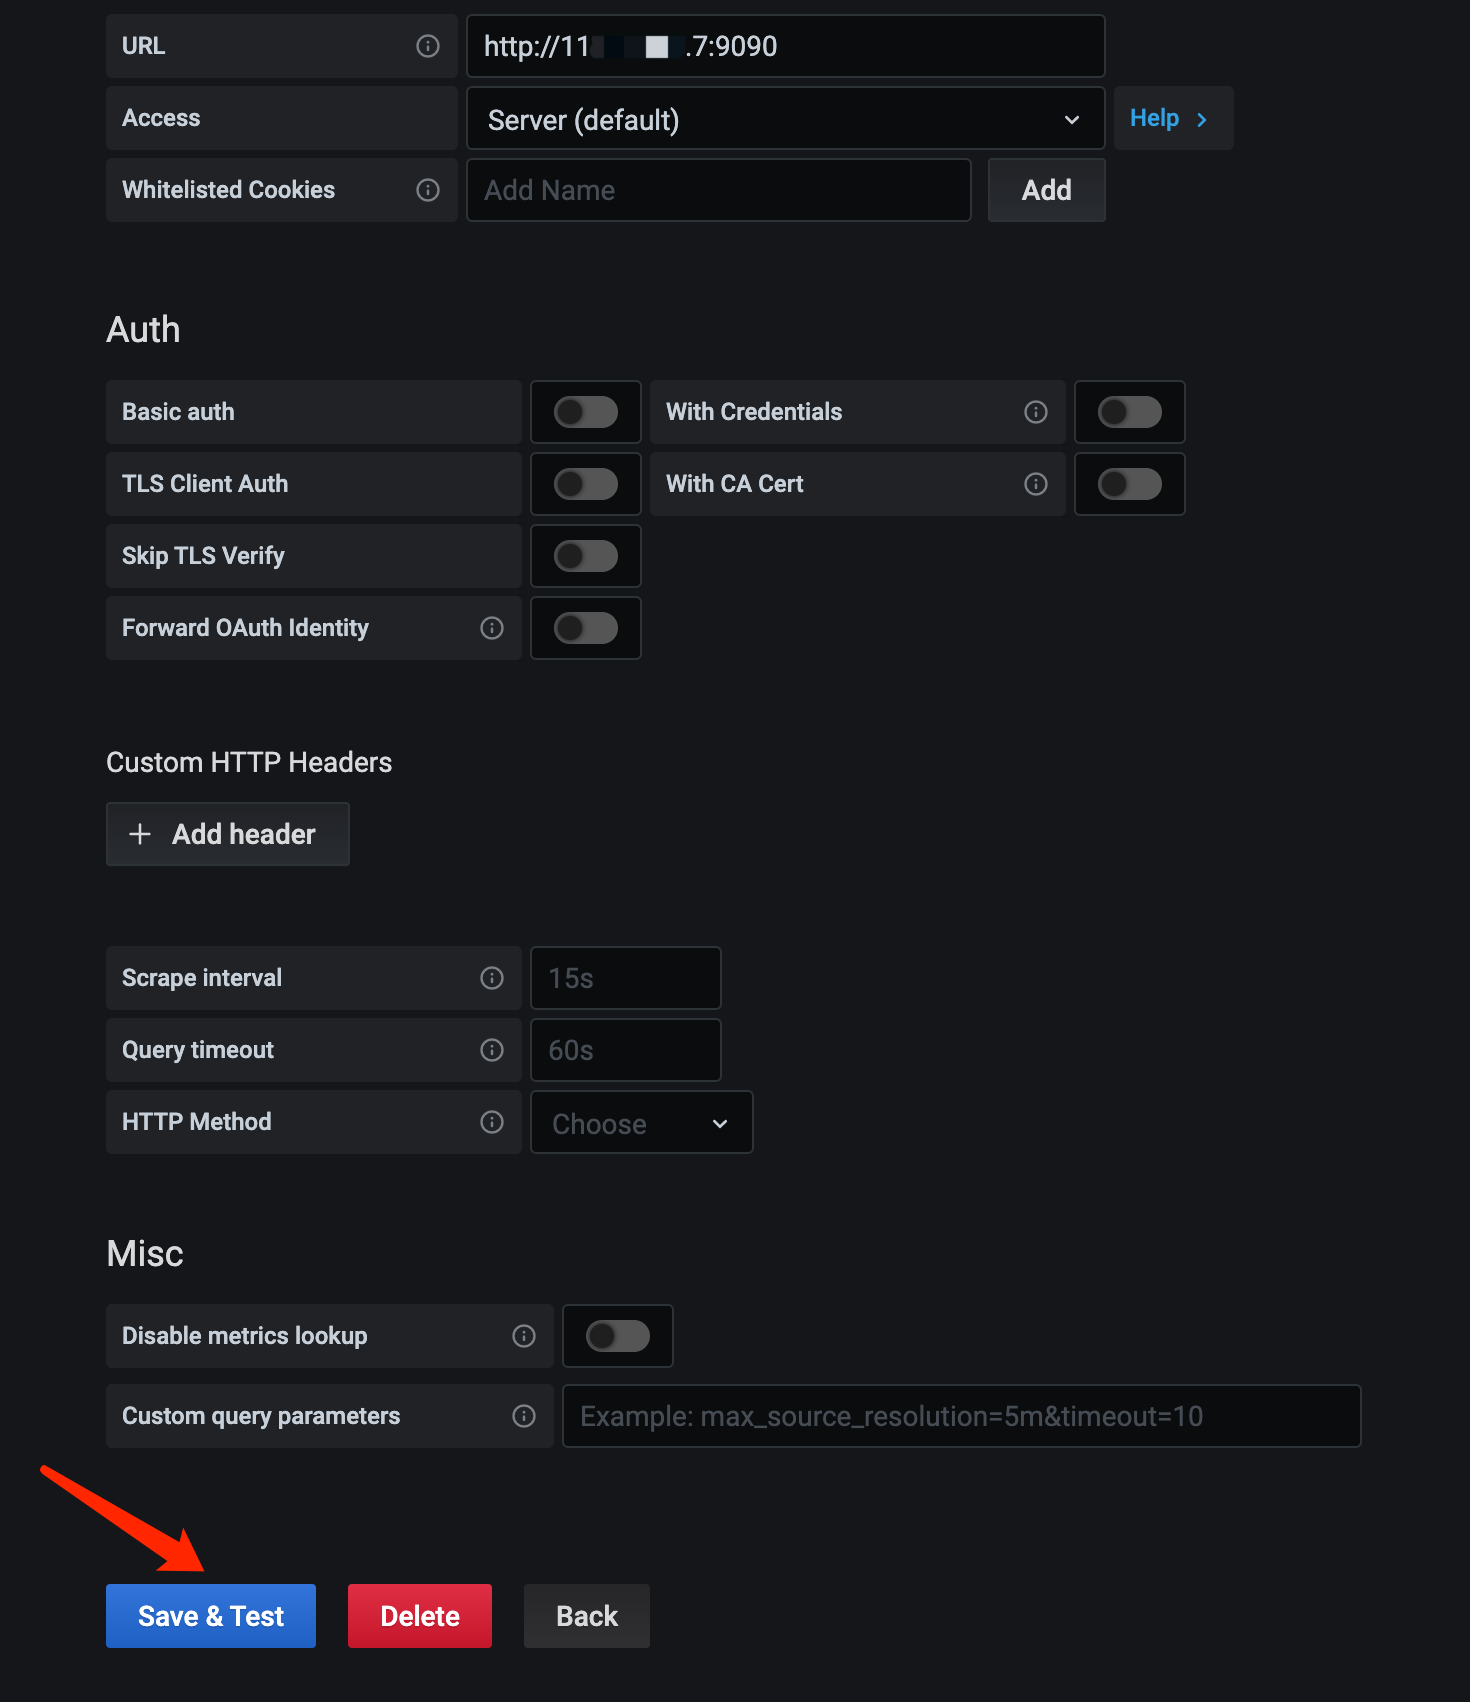 URL http://11 .7:9090
Access Server (default) Help
Whitelisted Cookies Add Name Add
Auth
Basic auth With Credentials
TLS Client Auth With CA Cert
Skip TLS Verify
Forward OAuth Identity
Custom HTTP Headers
+ Add header
Scrape interval 15s
Query timeout 60s
HTTP Method Choose
Misc
Disable metrics lookup
Custom query parameters Example: max_source_resolution=5m&timeout=10
Save & Test Delete Back